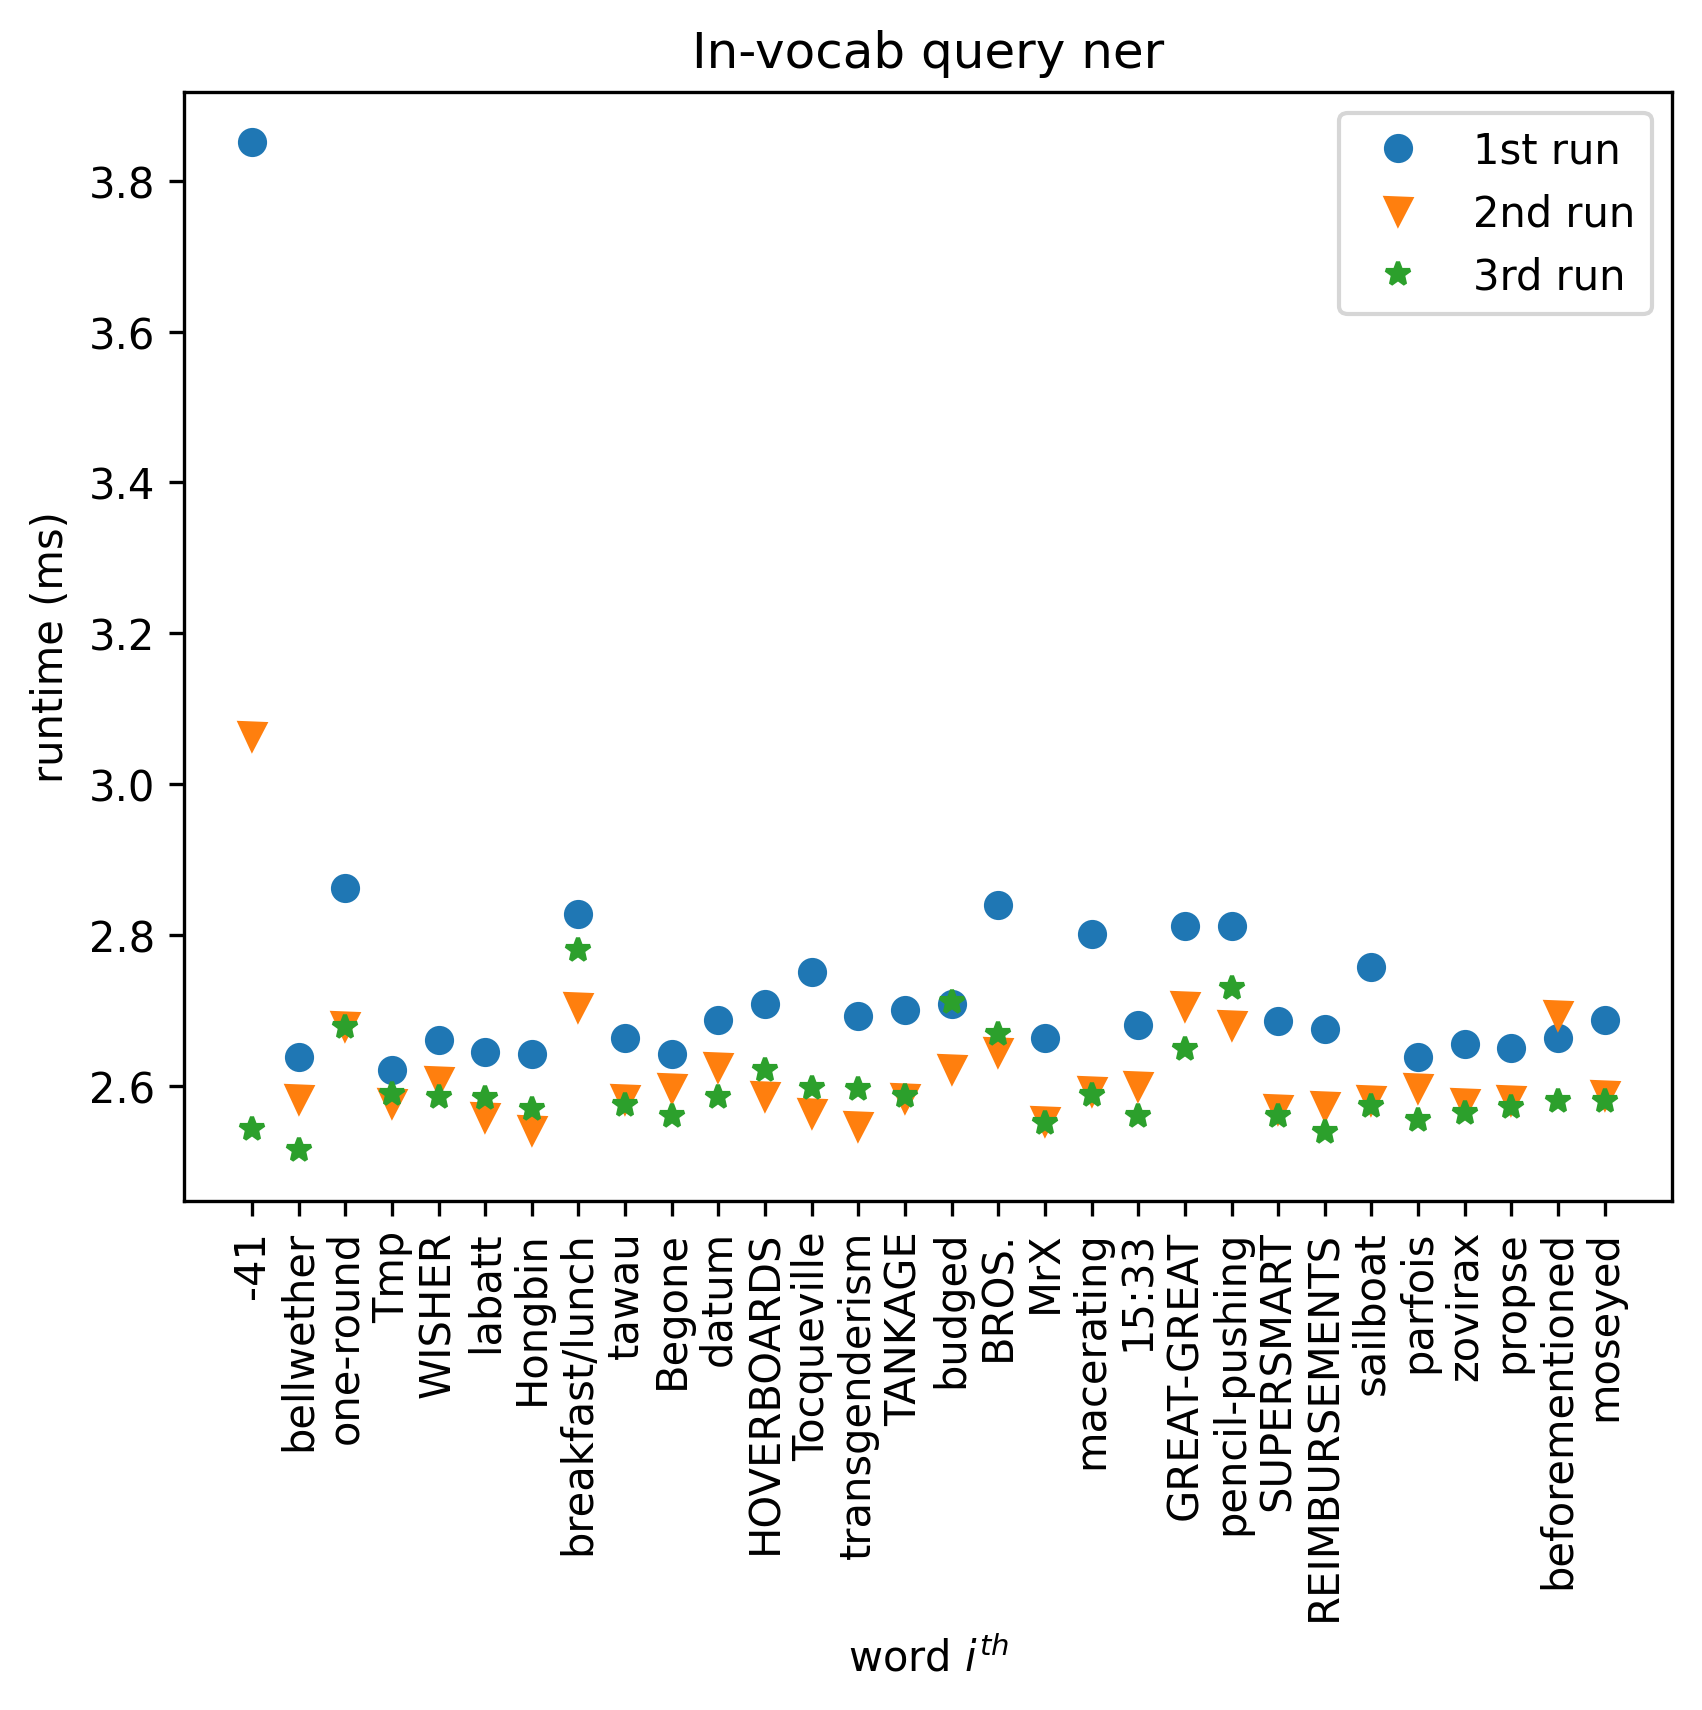 In-vocab query ner
1st run
2nd run
3rd run
runtime (ms)
3.8
3.6
3.4
3.2
3.0
2.8
2.6
-41
bellwether
one-round
Tmp
WISHER
labatt
Hongbin
breakfast/lunch
tawau
Begone
datum
HOVERBOARDS
Tocqueville
transgenderism
TANKAGE
budged
BROS.
MrX
macerating
15:33
GREAT-GREAT
pencil-pushing
SUPERSMART
REIMBURSEMENTS
sailboat
parfois
zovirax
propse
beforementioned
moseyed
word i^th